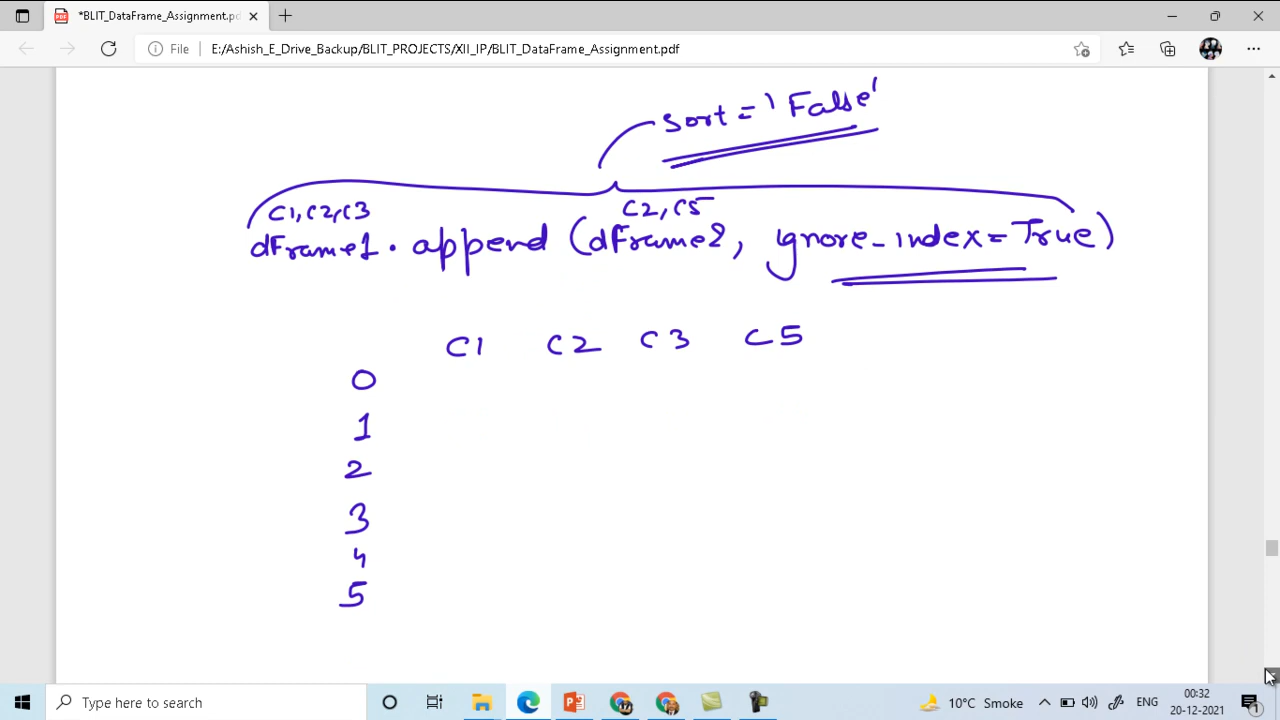 *BLIT_DataFrame_Assignment.pd
File
E:/Ashish_E_Drive_Backup/BLIT_PROJECTS/XII_IP/BLIT_DataFrame_Assignment.pdf
sort = 'False'
C1, C2, C3
C2, C5
dFrame1.append (dFrame2, ignore_index=True)
C1 C2 C3 C5
0
1
2
3
4
5
Type here to search
10°C Smoke
ENG
00:32
20-12-2021
1